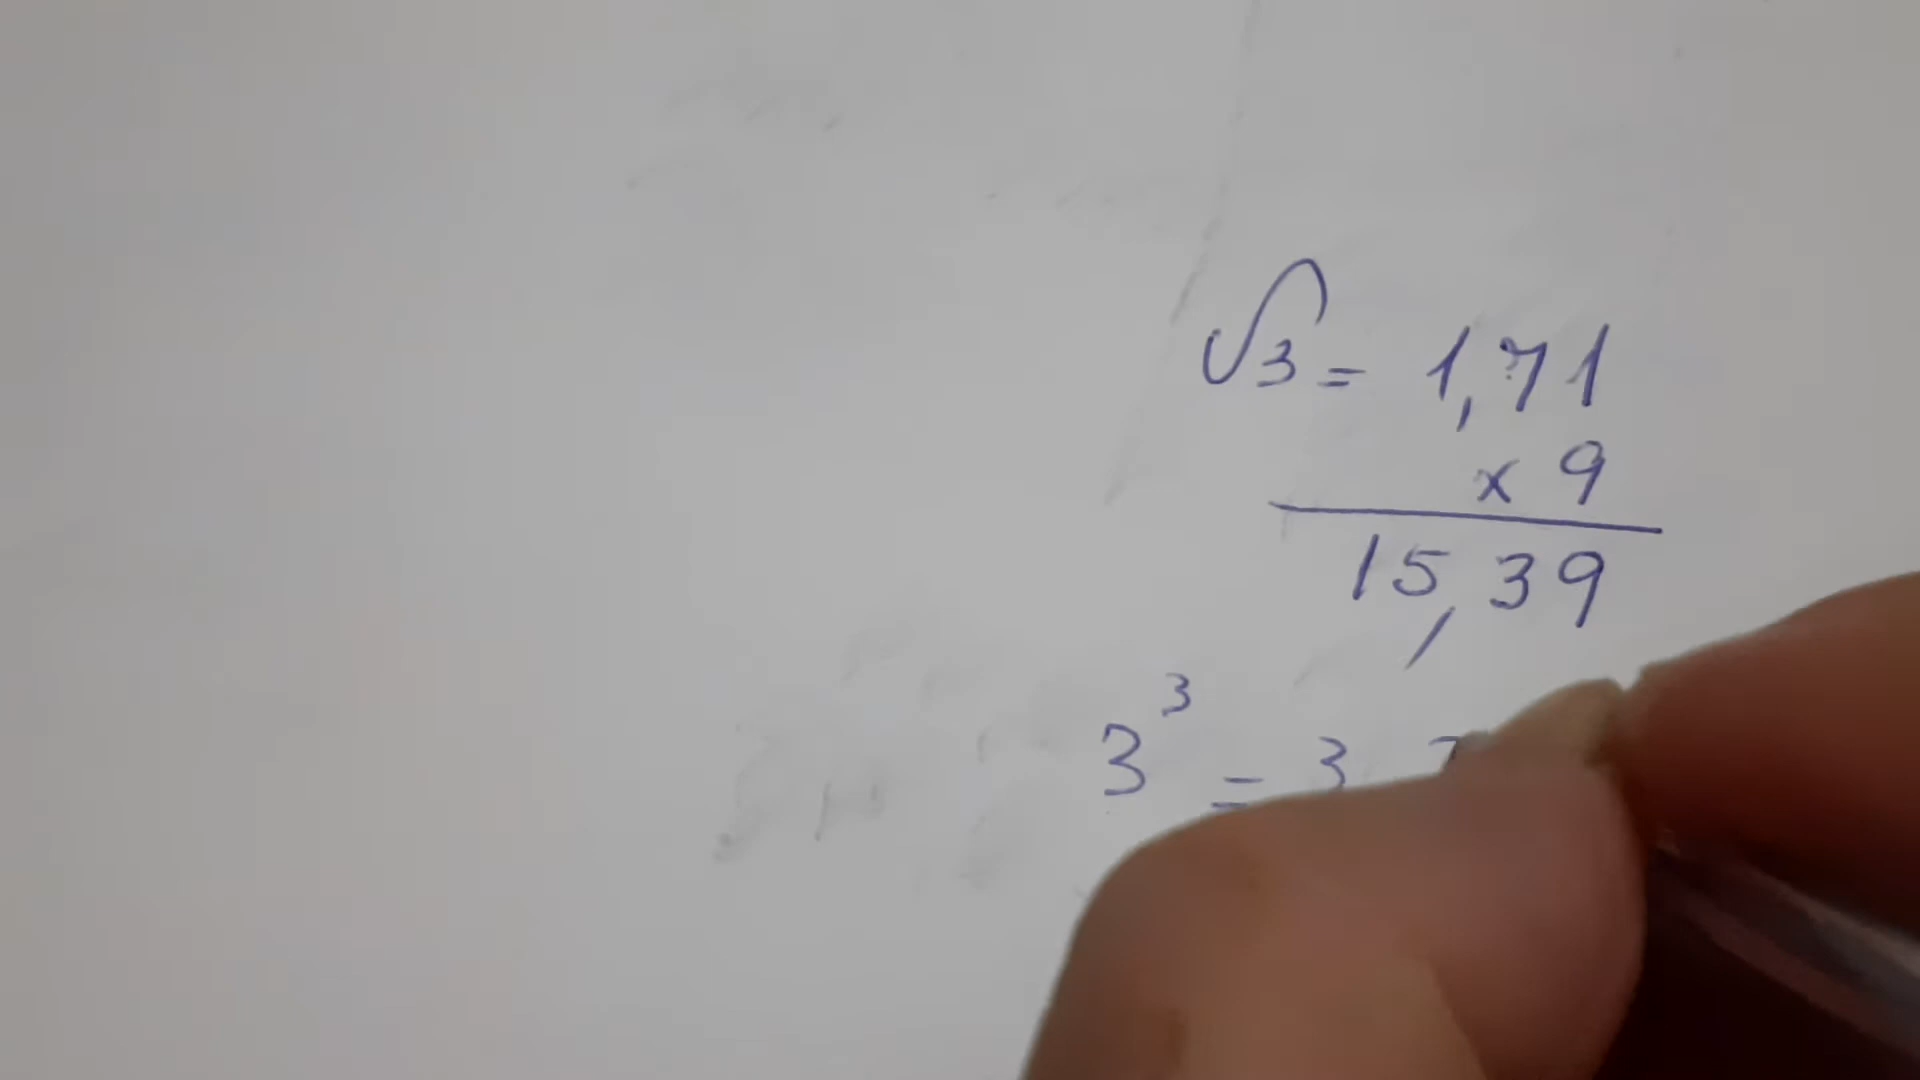 √3 = 1,71
x 9
15,39
3³ = 3